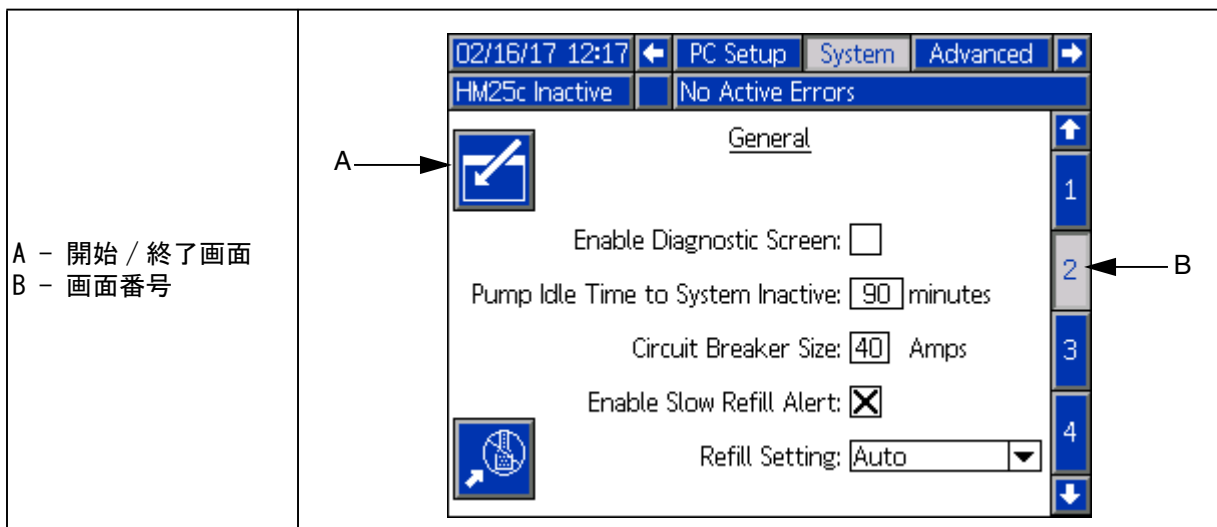 A － 開始 / 終了画面
B － 画面番号
02/16/17 12:17 PC Setup System Advanced
HM25c Inactive No Active Errors
A
General
1
Enable Diagnostic Screen:
2
B
Pump Idle Time to System Inactive: 90 minutes
Circuit Breaker Size: 40 Amps
3
Enable Slow Refill Alert:
4
Refill Setting: Auto